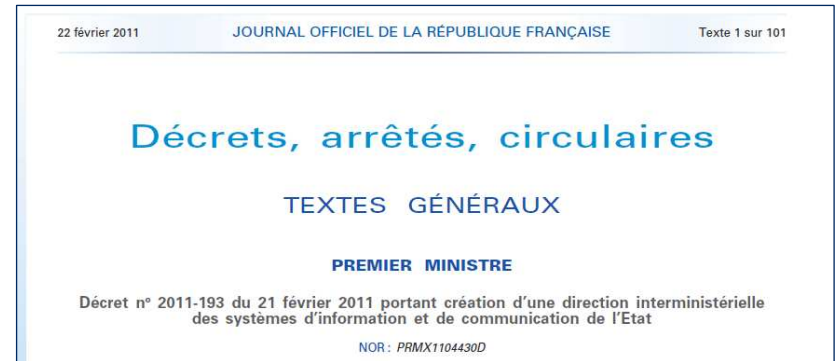 22 février 2011 JOURNAL OFFICIEL DE LA RÉPUBLIQUE FRANÇAISE Texte 1 sur 101
Décrets, arrêtés, circulaires
TEXTES GÉNÉRAUX
PREMIER MINISTRE
Décret nº 2011-193 du 21 février 2011 portant création d'une direction interministérielle
des systèmes d'information et de communication de l'Etat
NOR : PRMX1104430D